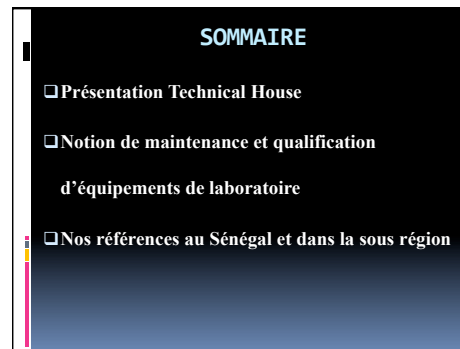 SOMMAIRE
❑Présentation Technical House
❑Notion de maintenance et qualification
d’équipements de laboratoire
❑Nos références au Sénégal et dans la sous région